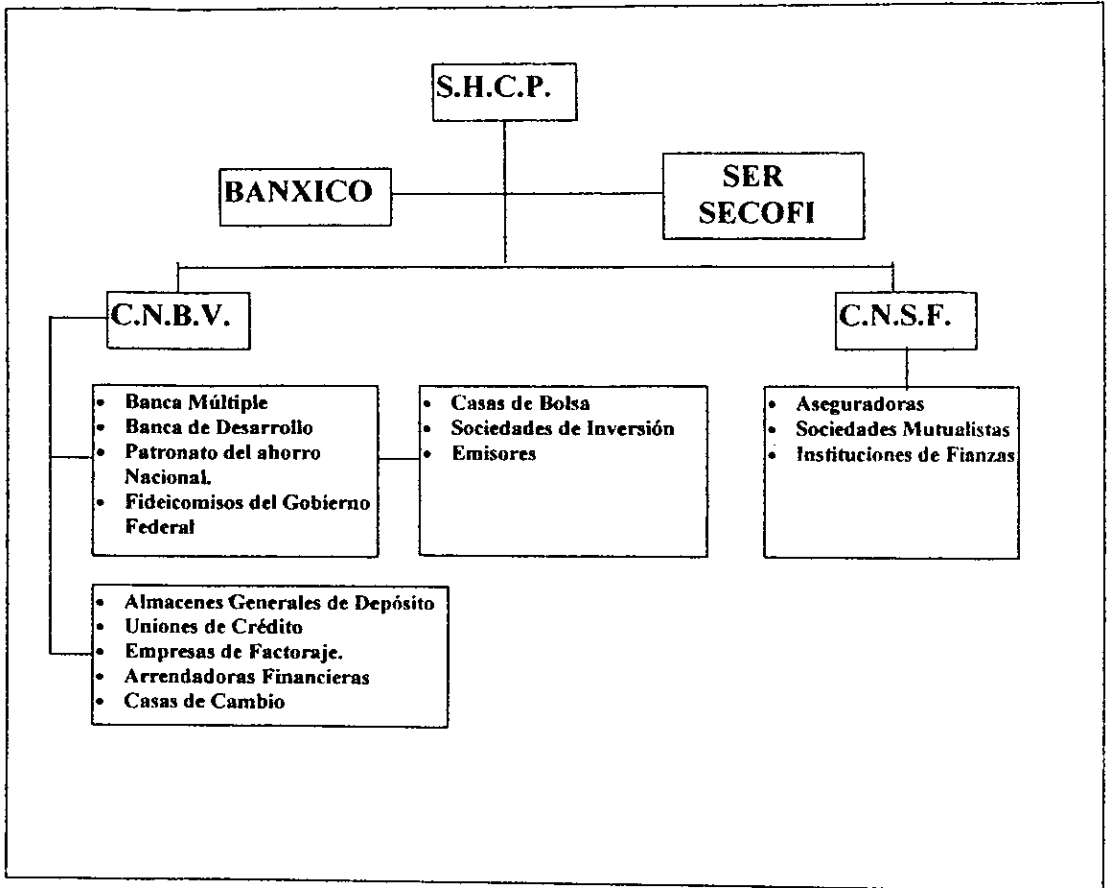 S.H.C.P.
BANXICO
SER
SECOFI
C.N.B.V.
C.N.S.F.
• Banca Múltiple
• Banca de Desarrollo
• Patronato del ahorro
Nacional.
• Fideicomisos del Gobierno
Federal
• Casas de Bolsa
• Sociedades de Inversión
• Emisores
• Aseguradoras
• Sociedades Mutualistas
• Instituciones de Fianzas
• Almacenes Generales de Depósito
• Uniones de Crédito
• Empresas de Factoraje.
• Arrendadoras Financieras
• Casas de Cambio